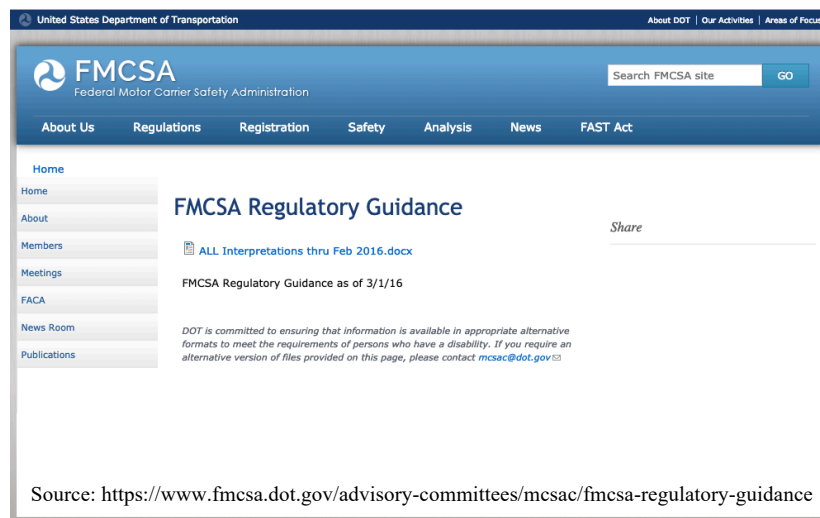 United States Department of Transportation
About DOT | Our Activities | Areas of Focus
FMCSA
Federal Motor Carrier Safety Administration
Search FMCSA site
GO
About Us Regulations Registration Safety Analysis News FAST Act
Home
Home
About
Members
Meetings
FACA
News Room
Publications
FMCSA Regulatory Guidance
ALL Interpretations thru Feb 2016.docx
FMCSA Regulatory Guidance as of 3/1/16
DOT is committed to ensuring that information is available in appropriate alternative
formats to meet the requirements of persons who have a disability. If you require an
alternative version of files provided on this page, please contact mcsac@dot.gov
Share
Source: https://www.fmcsa.dot.gov/advisory-committees/mcsac/fmcsa-regulatory-guidance